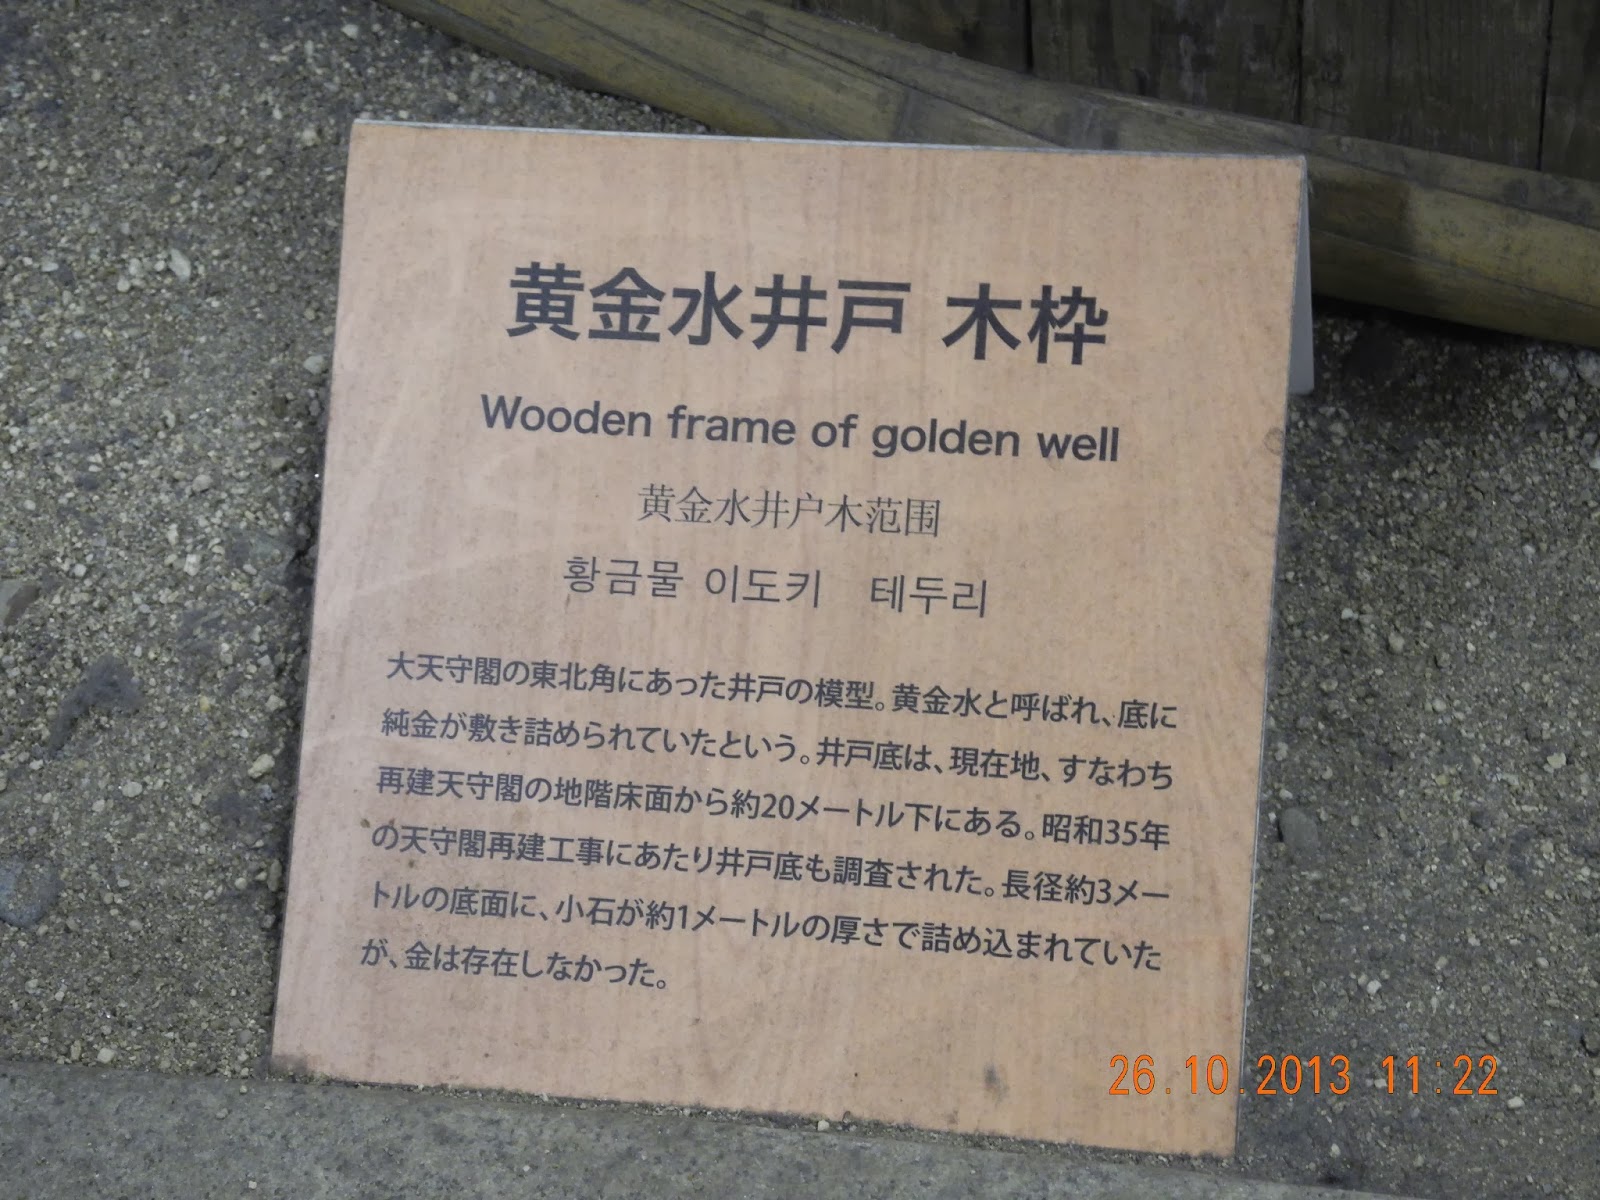 黄金水井戸 木枠
Wooden frame of golden well
黄金水井户木范围
황금물 이도키 테두리
大天守閣の東北角にあった井戸の模型。黄金水と呼ばれ、底に
純金が敷き詰められていたという。井戸底は、現在地、すなわち
再建天守閣の地階床面から約20メートル下にある。昭和35年
の天守閣再建工事にあたり井戸底も調査された。長径約3メー
トルの底面に、小石が約1メートルの厚さで詰め込まれていた
が、金は存在しなかった。
26.10.2013 11:22